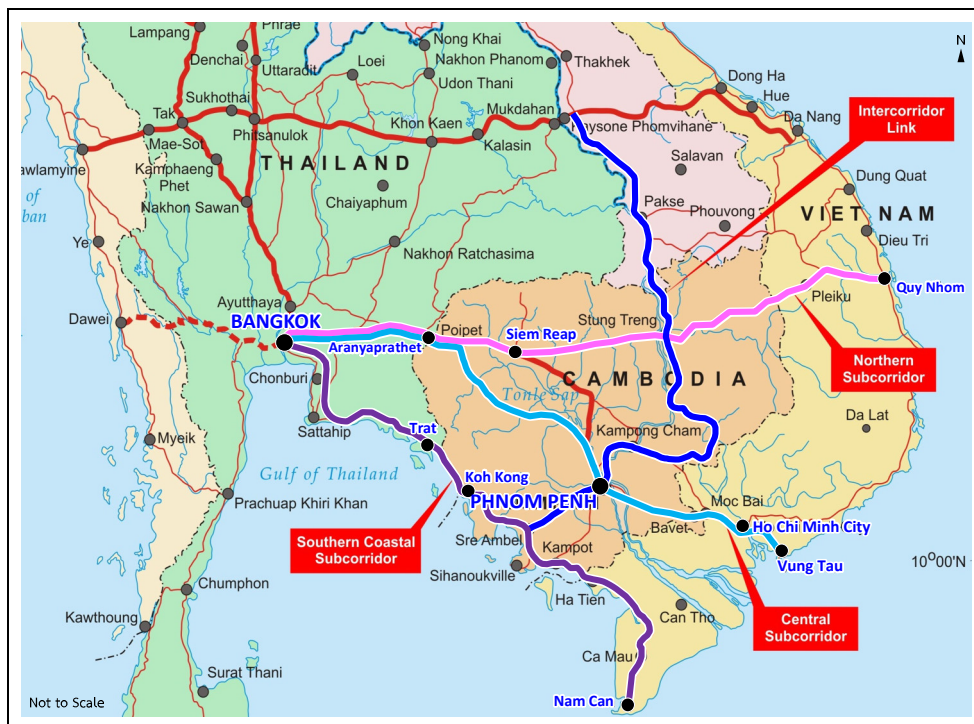 Lampang
Phrae
Denchai
Uttaradit
Loei
Nong Khai
Nakhon Phanom
Udon Thani
Thakhek
Dong Ha
Hue
Da Nang
N
Intercorridor
Link
Sukhothai
Tak
Phitsanulok
Khon Kaen
Mukdahan
Kalasin
Mae-Sot
Kamphaeng
Phet
THAILAND
Salavan
Dung Quat
Nakhon Sawan
Chaiyaphum
Pakse
Phouvong
VIET NAM
Dieu Tri
Ye
Nakhon Ratchasima
Quy Nhom
Pleiku
Ayutthaya
Dawei
BANGKOK
Aranyaprathet
Poipet
Siem Reap
Stung Treng
Northern
Subcorridor
Chonburi
CAMBODIA
Tonle Sap
Da Lat
Sattahip
Trat
Kampong Cham
Myeik
Gulf of Thailand
Koh Kong
PHNOM PENH
Prachuap Khiri Khan
Moc Bai
Ho Chi Minh City
Bavet
Vung Tau
Southern Coastal
Subcorridor
Sre Ambel
Kampot
Sihanoukville
10°00'N
Chumphon
Kawthoung
Ha Tien
Can Tho
Central
Subcorridor
Ca Mau
Surat Thani
Nam Can
Not to Scale